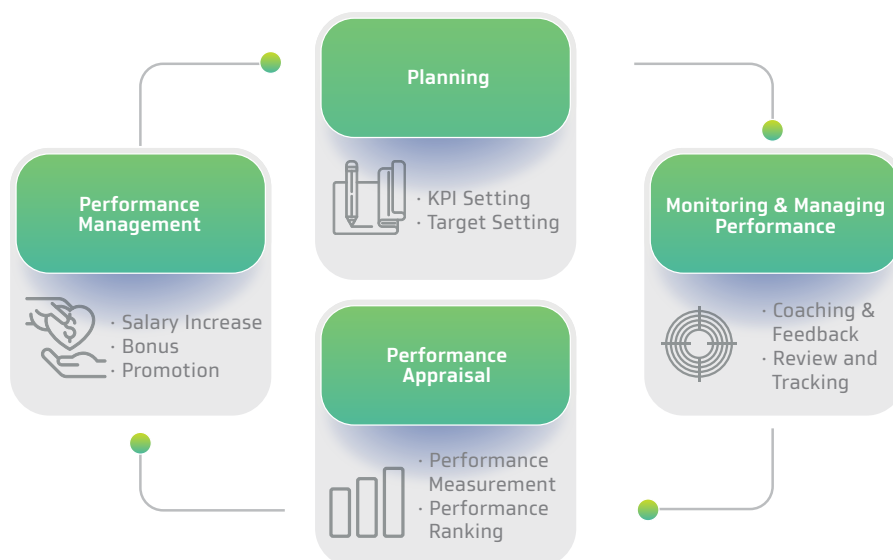 Planning
· KPI Setting
· Target Setting
Monitoring & Managing
Performance
· Coaching &
Feedback
· Review and
Tracking
Performance
Appraisal
· Performance
Measurement
· Performance
Ranking
Performance
Management
· Salary Increase
· Bonus
· Promotion